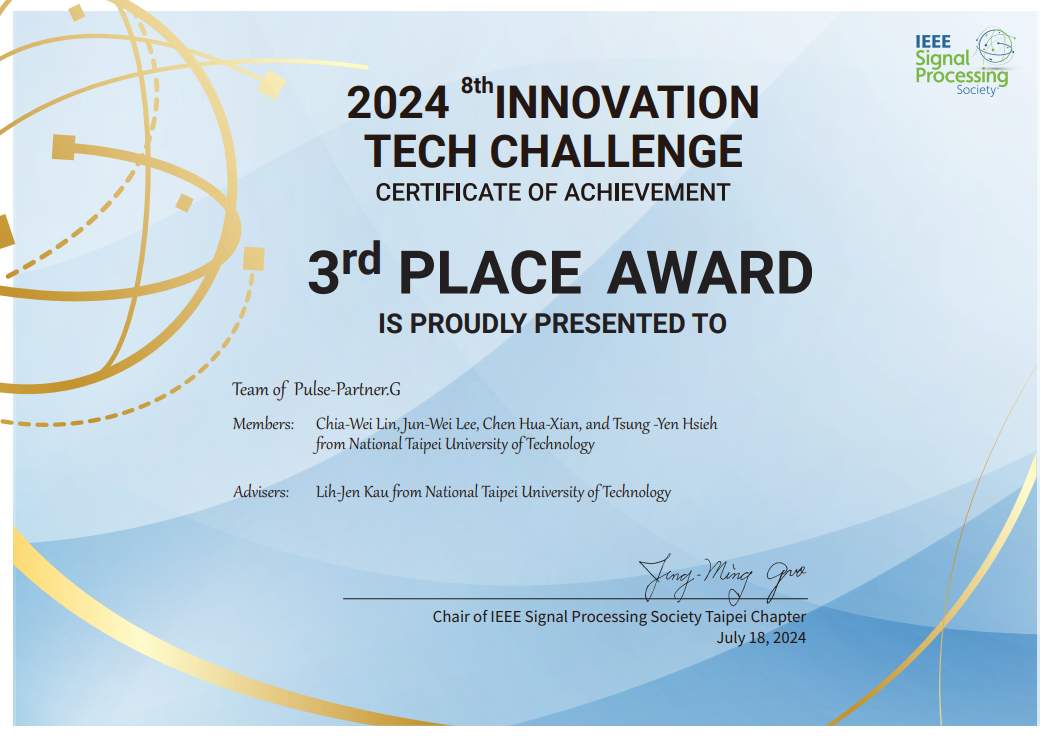 IEEE
Signal
Processing
Society
2024 8th INNOVATION
TECH CHALLENGE
CERTIFICATE OF ACHIEVEMENT
3rd PLACE AWARD
IS PROUDLY PRESENTED TO
Team of Pulse-Partner.G
Members: Chia-Wei Lin, Jun-Wei Lee, Chen Hua-Xian, and Tsung -Yen Hsieh
from National Taipei University of Technology
Advisers: Lih-Jen Kau from National Taipei University of Technology
Jing-Ming Guo
Chair of IEEE Signal Processing Society Taipei Chapter
July 18, 2024